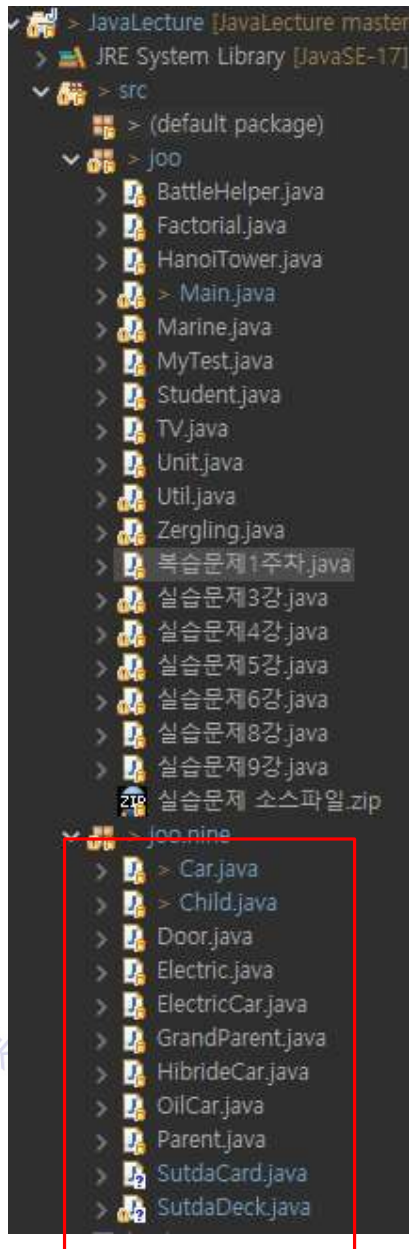 > JavaLecture [JavaLecture master
JRE System Library [JavaSE-17]
> src
> (default package)
> joo
BattleHelper.java
Factorial.java
HanoiTower.java
> Main.java
Marine.java
MyTest.java
Student.java
TV.java
Unit.java
Util.java
Zergling.java
복습문제1주차.java
실습문제3강.java
실습문제4강.java
실습문제5강.java
실습문제6강.java
실습문제8강.java
실습문제9강.java
실습문제 소스파일.zip
> joo.nine
> Car.java
> Child.java
Door.java
Electric.java
ElectricCar.java
GrandParent.java
HibrideCar.java
OilCar.java
Parent.java
SutdaCard.java
SutdaDeck.java